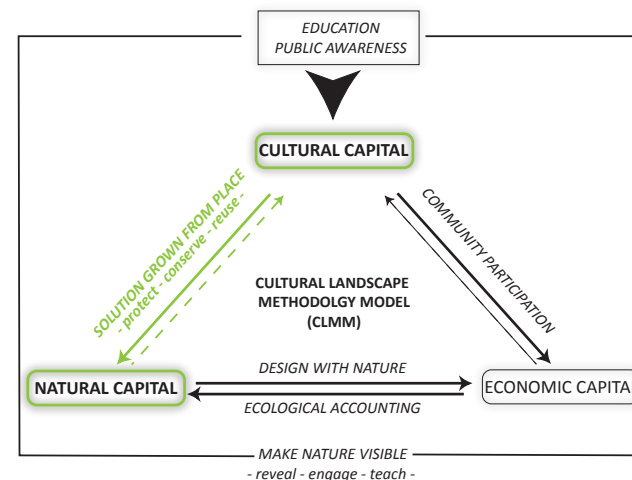 EDUCATION
PUBLIC AWARENESS
CULTURAL CAPITAL
SOLUTION GROWN FROM PLACE
- protect - conserve - reuse -
COMMUNITY PARTICIPATION
CULTURAL LANDSCAPE
METHODOLGY MODEL
(CLMM)
DESIGN WITH NATURE
NATURAL CAPITAL
ECONOMIC CAPITA
ECOLOGICAL ACCOUNTING
MAKE NATURE VISIBLE
- reveal - engage - teach -